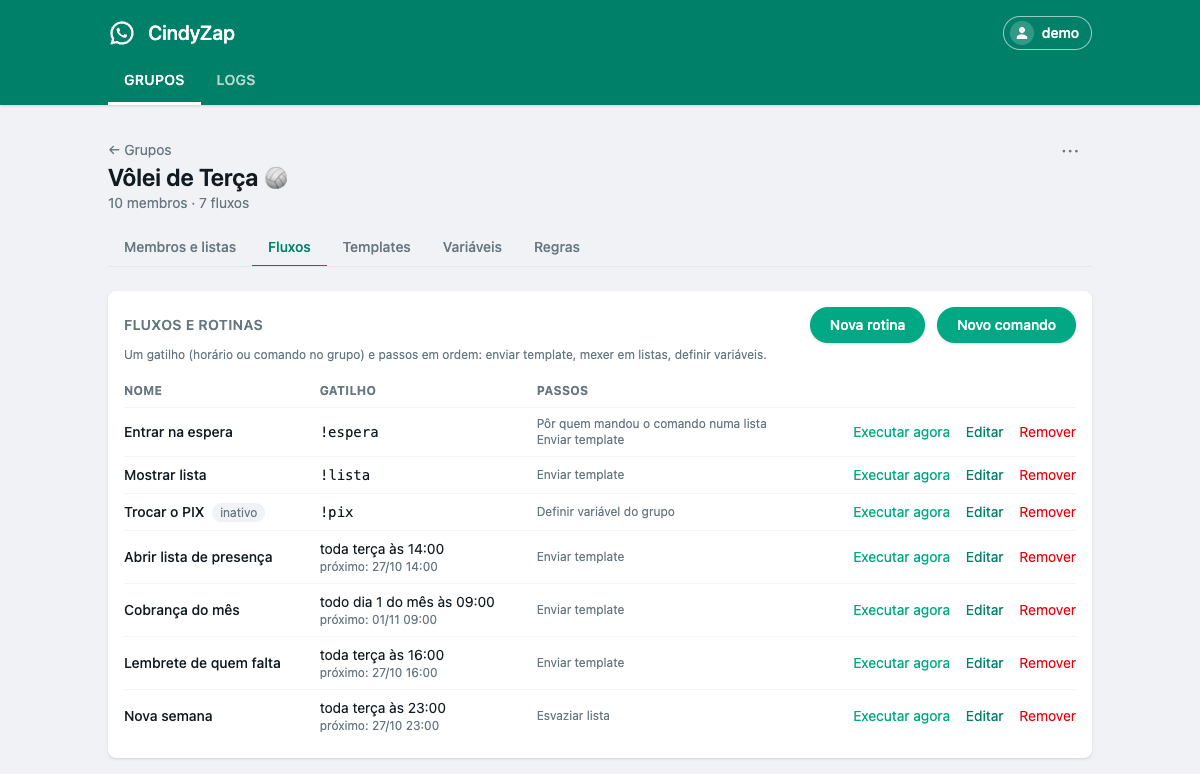 CindyZap
demo
GRUPOS LOGS
← Grupos
...
Vôlei de Terça 🏐
10 membros · 7 fluxos
Membros e listas Fluxos Templates Variáveis Regras
FLUXOS E ROTINAS Nova rotina Novo comando
Um gatilho (horário ou comando no grupo) e passos em ordem: enviar template, mexer em listas, definir variáveis.
NOME GATILHO PASSOS
Entrar na espera !espera Pôr quem mandou o comando numa lista
Enviar template Executar agora Editar Remover
Mostrar lista !lista Enviar template Executar agora Editar Remover
Trocar o PIX inativo !pix Definir variável do grupo Executar agora Editar Remover
Abrir lista de presença toda terça às 14:00
próximo: 27/10 14:00 Enviar template Executar agora Editar Remover
Cobrança do mês todo dia 1 do mês às 09:00
próximo: 01/11 09:00 Enviar template Executar agora Editar Remover
Lembrete de quem falta toda terça às 16:00
próximo: 27/10 16:00 Enviar template Executar agora Editar Remover
Nova semana toda terça às 23:00
próximo: 27/10 23:00 Esvaziar lista Executar agora Editar Remover